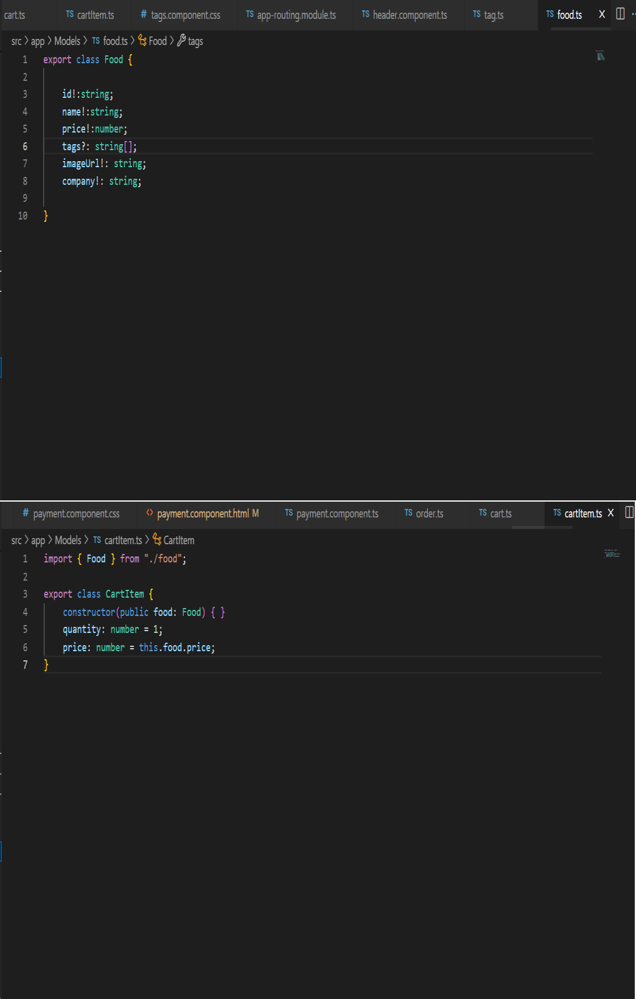 cart.ts TS cartItem.ts # tags.component.css TS app-routing.module.ts TS header.component.ts TS tag.ts TS food.ts X
src > app > Models > TS food.ts > Food > tags
1 export class Food {
2
3 id!:string;
4 name!:string;
5 price!:number;
6 tags?: string[];
7 imageUrl!: string;
8 company!: string;
9
10 }
# payment.component.css <> payment.component.html M TS payment.component.ts TS order.ts TS cart.ts TS cartItem.ts X
src > app > Models > TS cartItem.ts > CartItem
1 import { Food } from "./food";
2
3 export class CartItem {
4 constructor(public food: Food) { }
5 quantity: number = 1;
6 price: number = this.food.price;
7 }